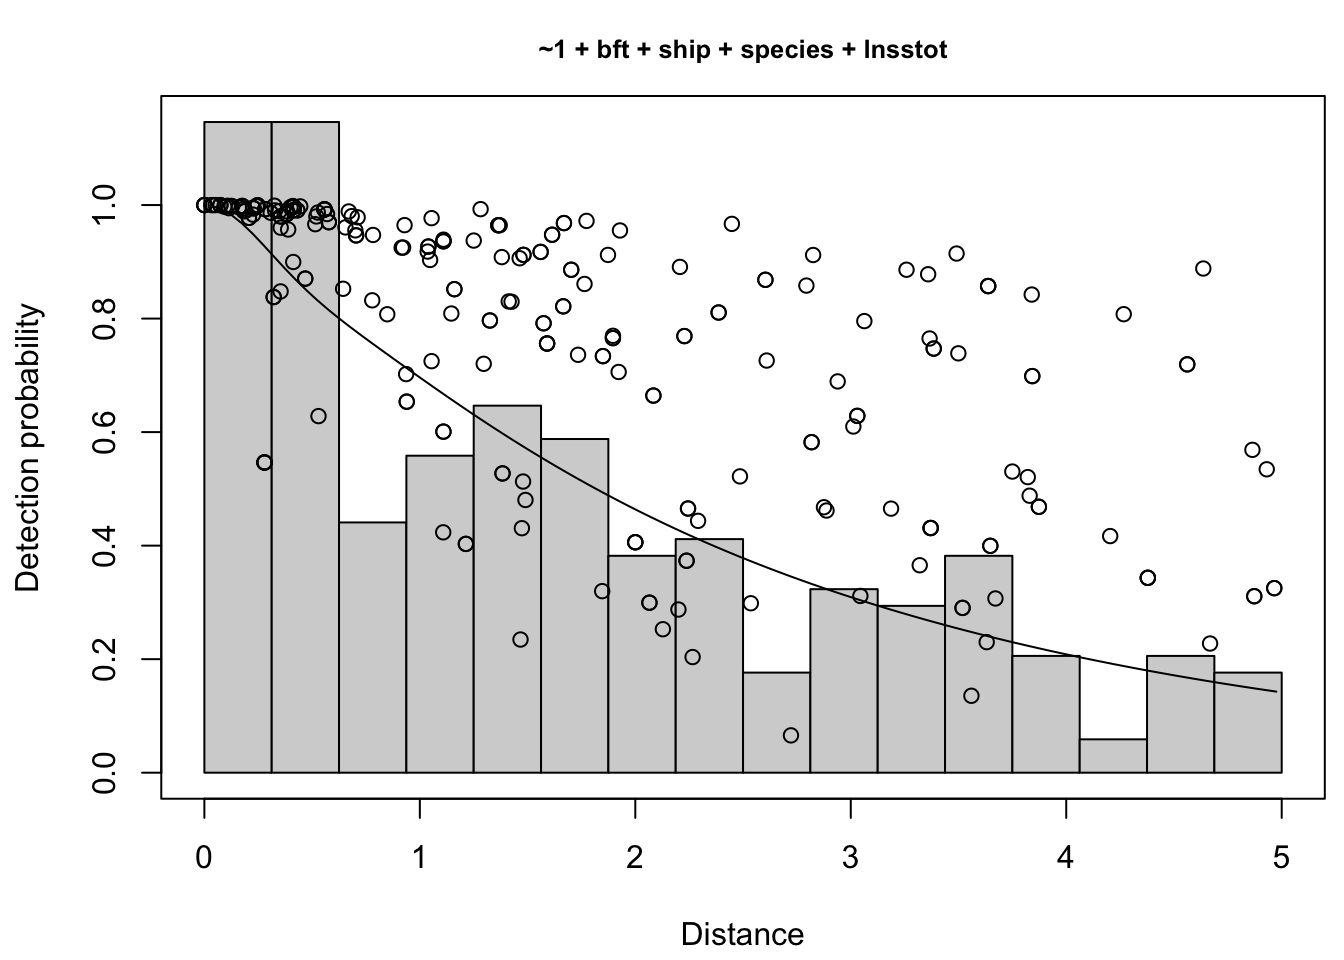 ~1 + bft + ship + species + lnsstot
Detection probability
1.0
0.8
0.6
0.4
0.2
0.0
0 1 2 3 4 5
Distance